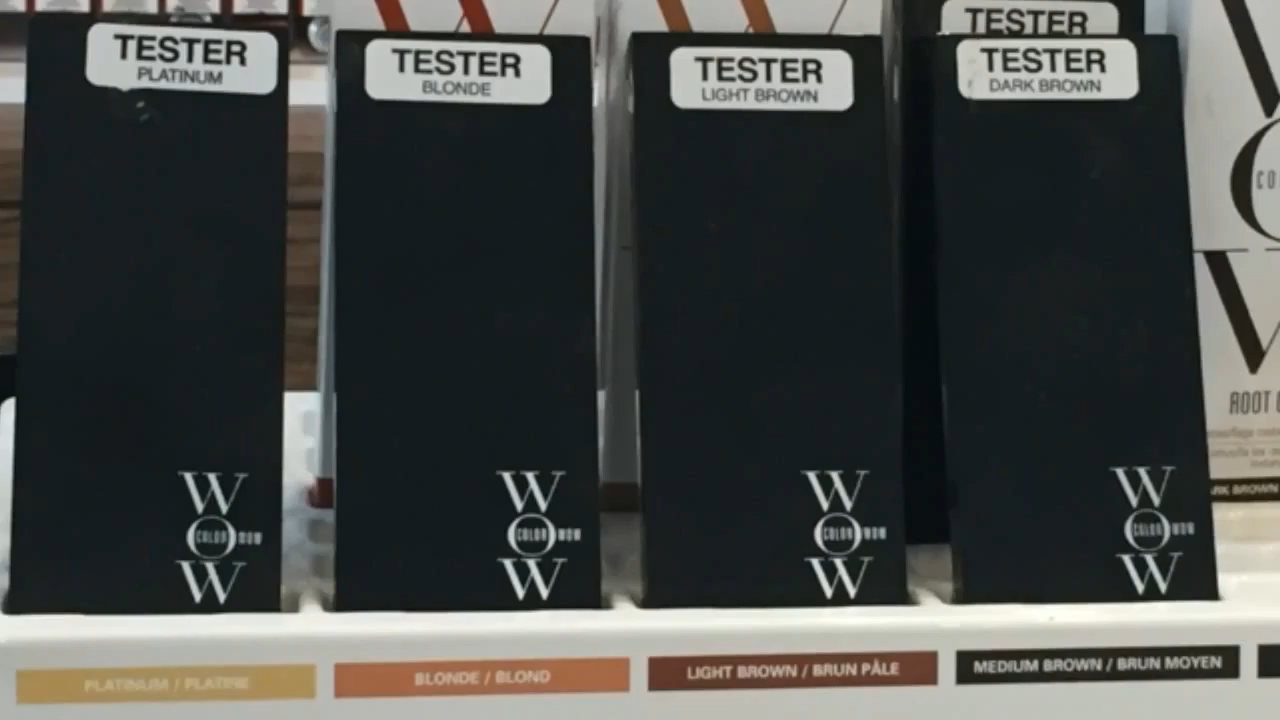 TESTER
PLATINUM
TESTER
BLONDE
TESTER
LIGHT BROWN
TESTER
TESTER
DARK BROWN
W
COLOR WOW
W
W
COLOR WOW
W
W
COLOR WOW
W
W
COLOR WOW
W
ROOT
DARK BROWN
PLATINUM / PLATINE
BLONDE / BLOND
LIGHT BROWN / BRUN PÂLE
MEDIUM BROWN / BRUN MOYEN